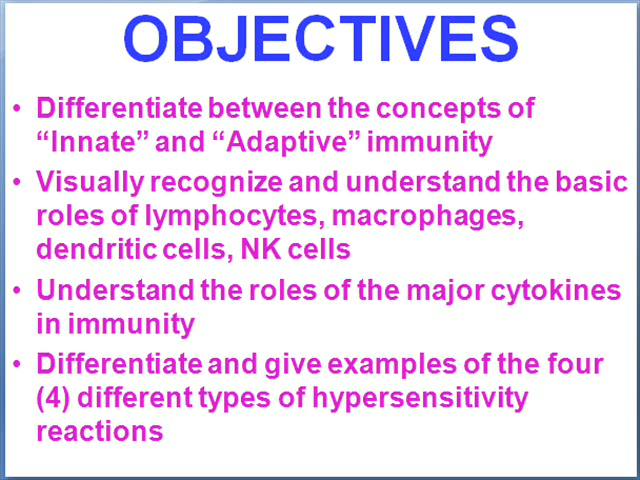 OBJECTIVES
• Differentiate between the concepts of
“Innate” and “Adaptive” immunity
• Visually recognize and understand the basic
roles of lymphocytes, macrophages,
dendritic cells, NK cells
• Understand the roles of the major cytokines
in immunity
• Differentiate and give examples of the four
(4) different types of hypersensitivity
reactions